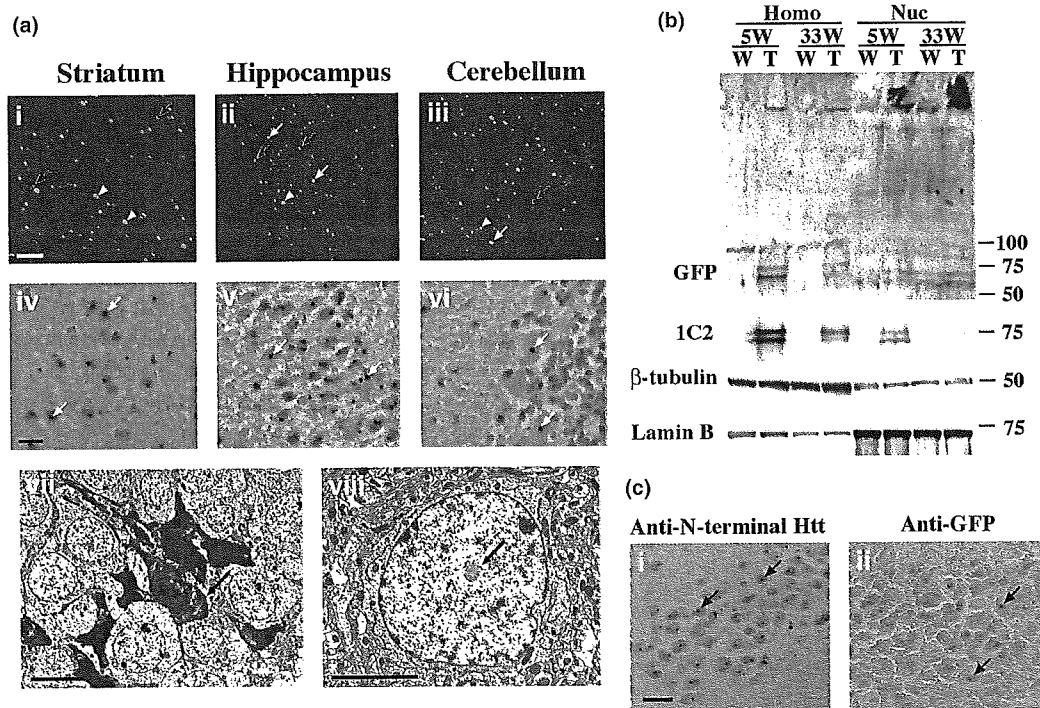 (a)
Striatum Hippocampus Cerebellum
i ii iii
iv v vi
vii viii
(b)
Homo Nuc
5W 33W 5W 33W
W T W T W T W T
100
GFP 75
50
1C2 75
β-tubulin 50
Lamin B 75
(c)
Anti-N-terminal Htt Anti-GFP
i ii